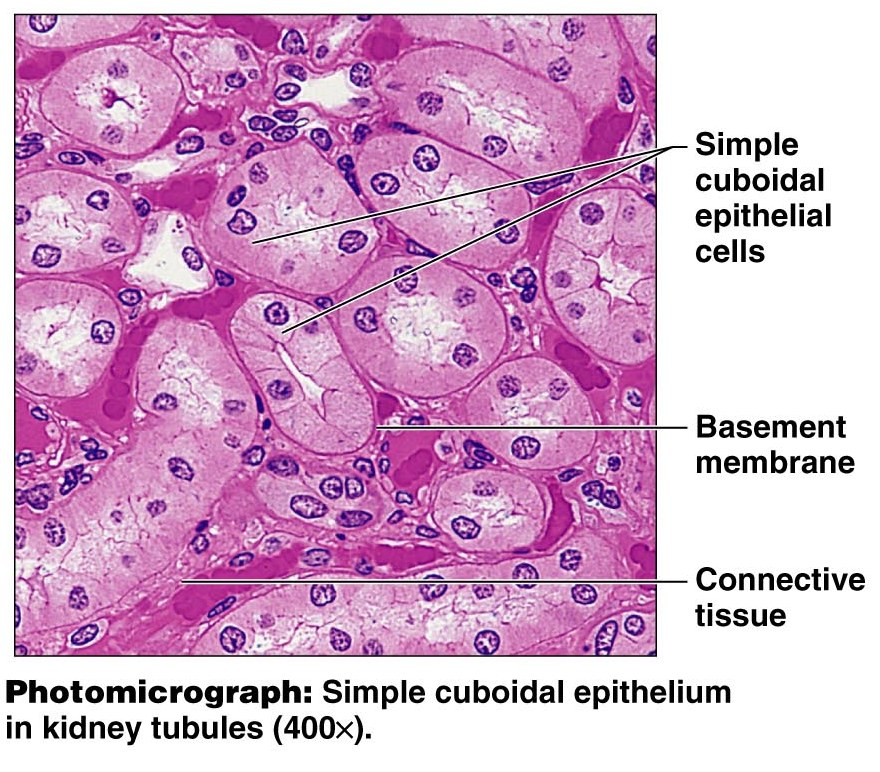 Simple
cuboidal
epithelial
cells
Basement
membrane
Connective
tissue
Photomicrograph: Simple cuboidal epithelium
in kidney tubules (400×).